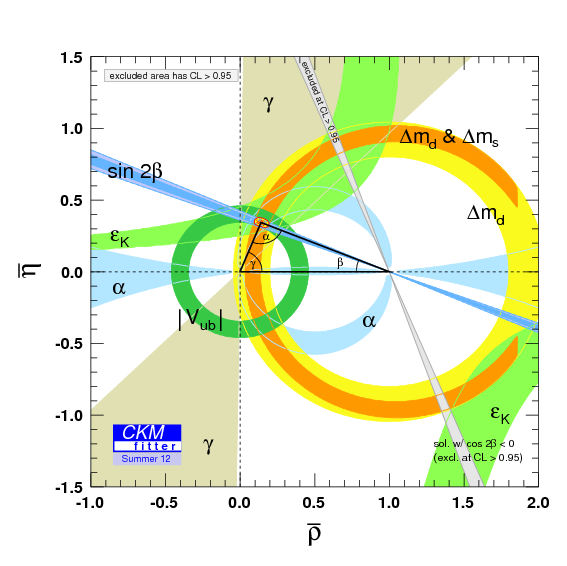 1.5
excluded area has CL > 0.95
excluded at CL > 0.95
γ
1.0
Δm_d & Δm_s
sin 2β
0.5
Δm_d
ε_K
α
γ
β
0.0
α
α
|V_ub|
-0.5
-1.0
ε_K
CKM
fitter
Summer 12
γ
sol. w/ cos 2β < 0
(excl. at CL > 0.95)
-1.5
-1.0 -0.5 0.0 0.5 1.0 1.5 2.0
ρ̅
η̅